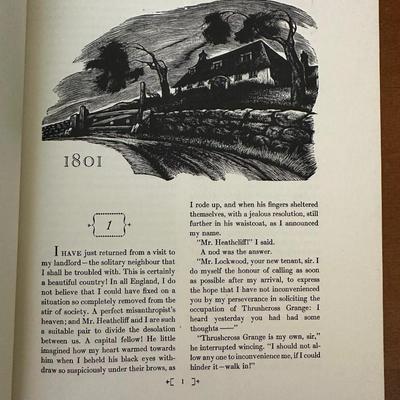 1801
1
I HAVE just returned from a visit to
my landlord—the solitary neighbour that
I shall be troubled with. This is certainly
a beautiful country! In all England, I do
not believe that I could have fixed on a
situation so completely removed from the
stir of society. A perfect misanthropist's
heaven; and Mr. Heathcliff and I are such
a suitable pair to divide the desolation
between us. A capital fellow! He little
imagined how my heart warmed towards
him when I beheld his black eyes with-
draw so suspiciously under their brows, as
I rode up, and when his fingers sheltered
themselves, with a jealous resolution, still
further in his waistcoat, as I announced
my name.
"Mr. Heathcliff?" I said.
A nod was the answer.
"Mr. Lockwood, your new tenant, sir. I
do myself the honour of calling as soon
as possible after my arrival, to express
the hope that I have not inconvenienced
you by my perseverance in soliciting the
occupation of Thrushcross Grange: I
heard yesterday you had had some
thoughts——"
"Thrushcross Grange is my own, sir,"
he interrupted wincing. "I should not al-
low any one to inconvenience me, if I could
hinder it—walk in!"
1